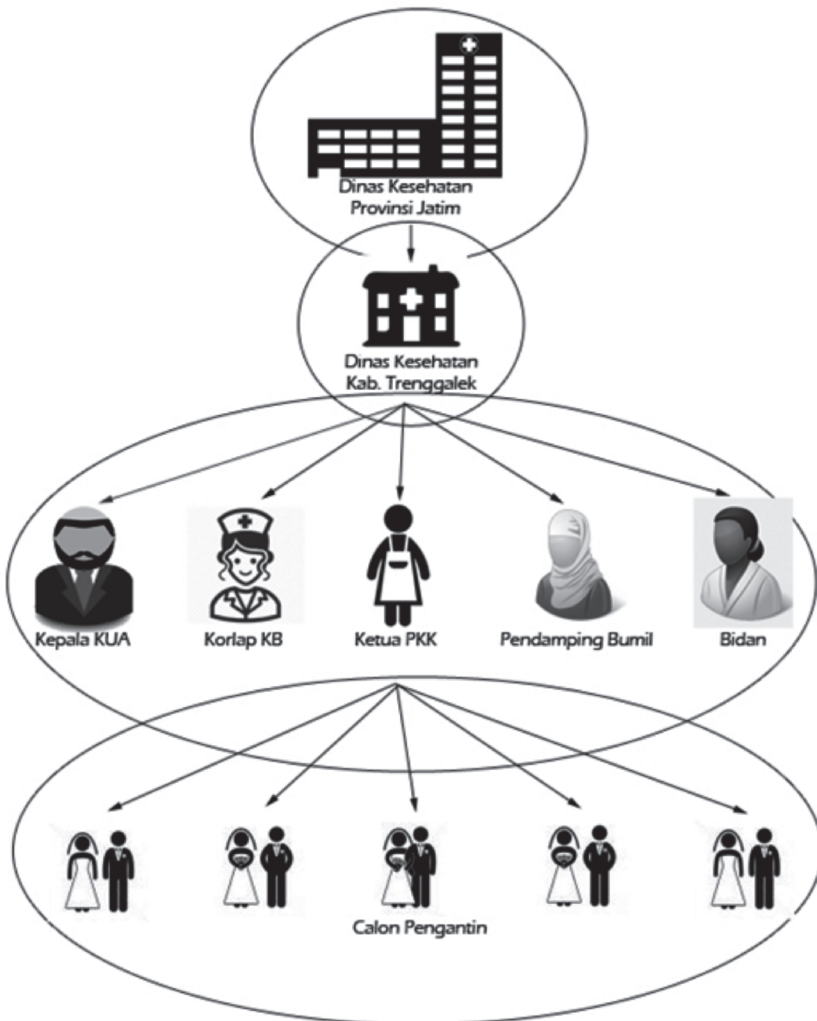 Dinas Kesehatan
Provinsi Jatim
Dinas Kesehatan
Kab. Trenggalek
Kepala KUA
Korlap KB
Ketua PKK
Pendamping Bumil
Bidan
Calon Pengantin